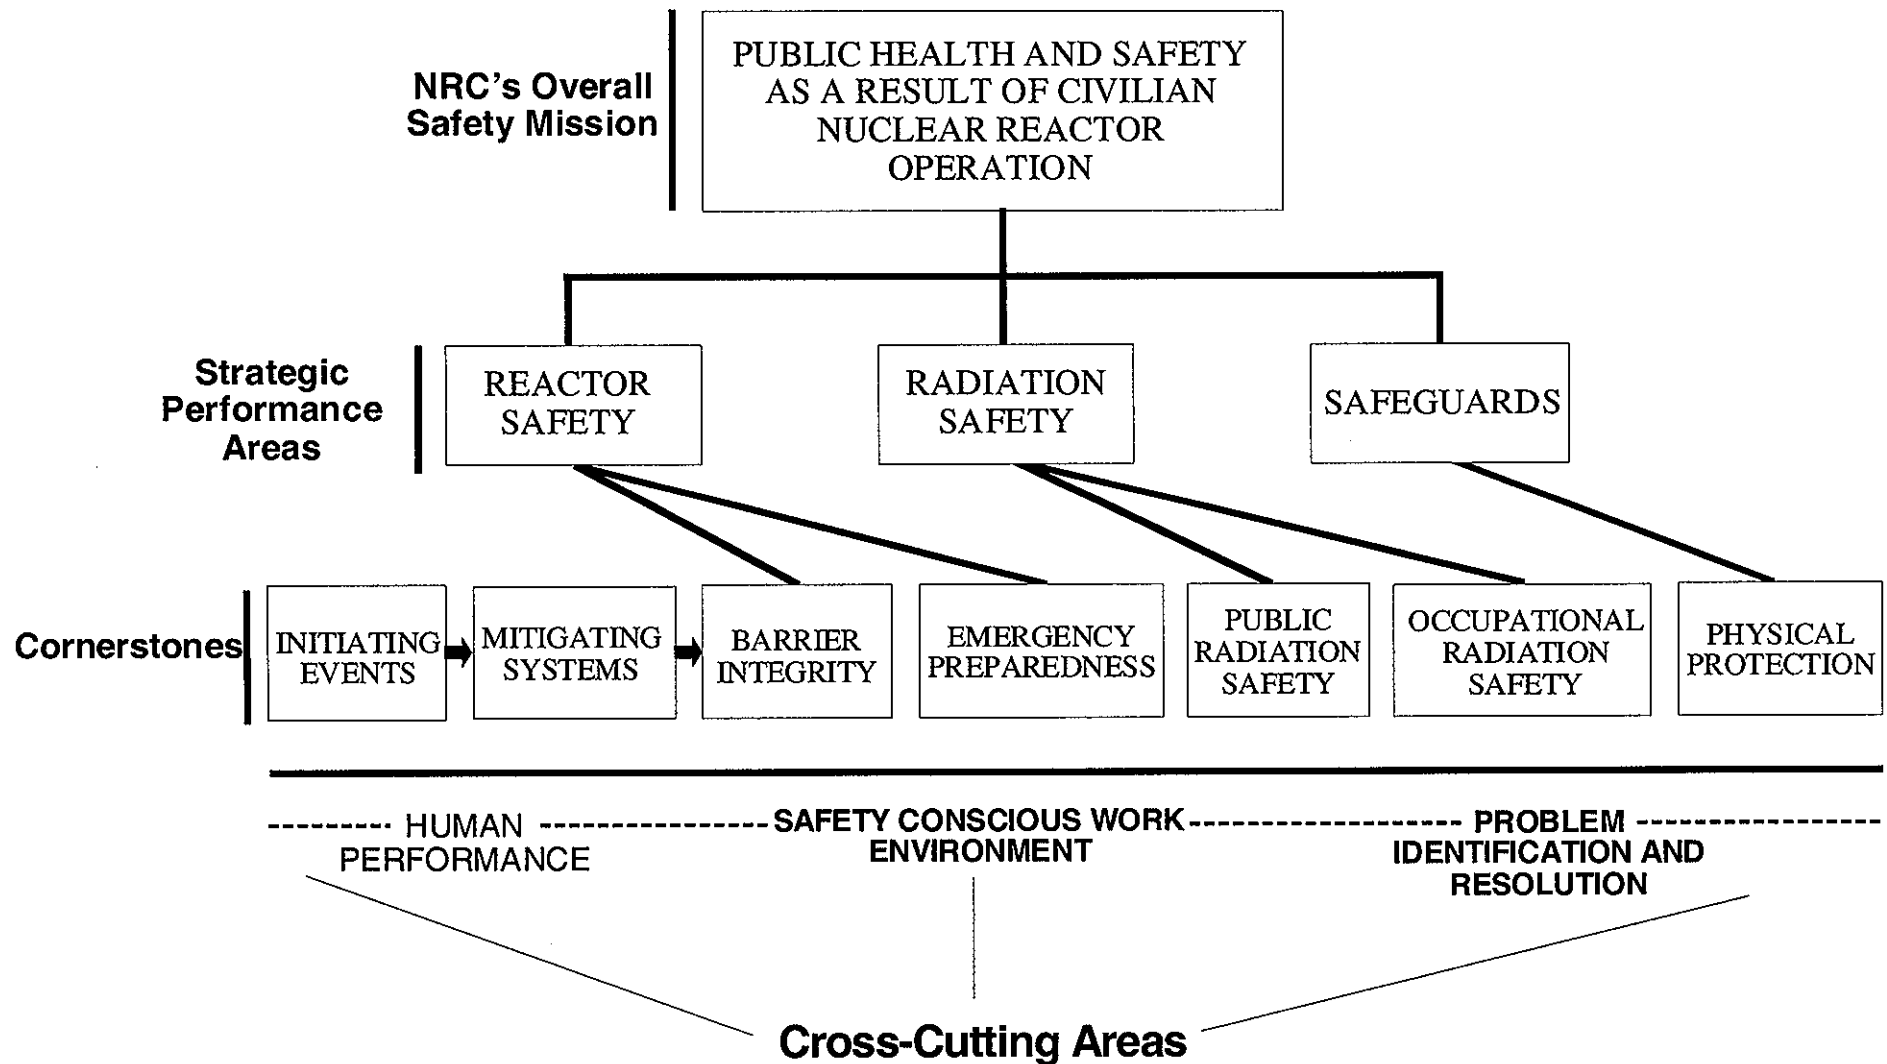 NRC's Overall
Safety Mission
PUBLIC HEALTH AND SAFETY
AS A RESULT OF CIVILIAN
NUCLEAR REACTOR
OPERATION
Strategic
Performance
Areas
REACTOR
SAFETY
RADIATION
SAFETY
SAFEGUARDS
Cornerstones
INITIATING
EVENTS
MITIGATING
SYSTEMS
BARRIER
INTEGRITY
EMERGENCY
PREPAREDNESS
PUBLIC
RADIATION
SAFETY
OCCUPATIONAL
RADIATION
SAFETY
PHYSICAL
PROTECTION
HUMAN
PERFORMANCE
SAFETY CONSCIOUS WORK
ENVIRONMENT
PROBLEM
IDENTIFICATION AND
RESOLUTION
Cross-Cutting Areas